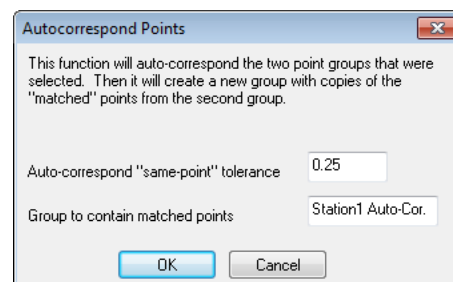 Autocorrespond Points
This function will auto-correspond the two point groups that were
selected. Then it will create a new group with copies of the
"matched" points from the second group.
Auto-correspond "same-point" tolerance 0.25
Group to contain matched points Station1 Auto-Cor.
OK Cancel